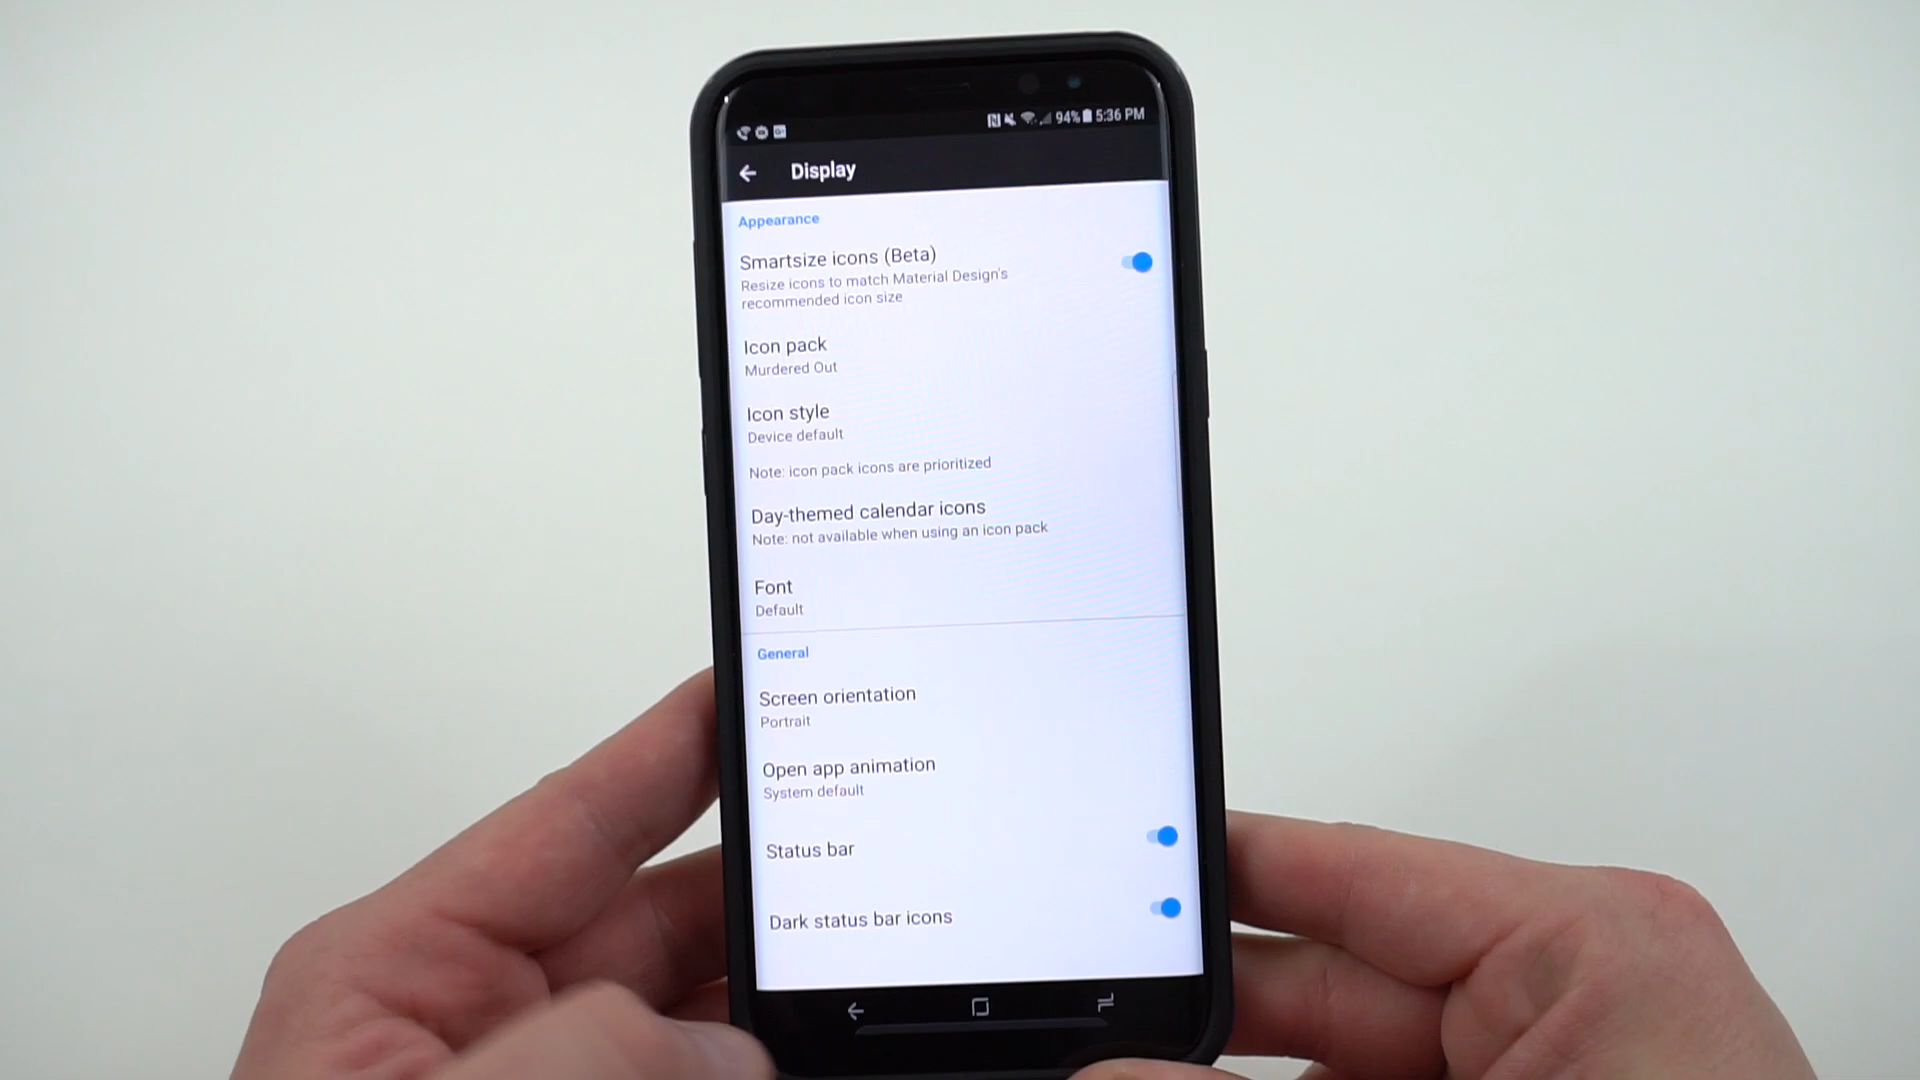 94% 5:36 PM
Display
Appearance
Smartsize icons (Beta)
Resize icons to match Material Design's
recommended icon size
Icon pack
Murdered Out
Icon style
Device default
Note: icon pack icons are prioritized
Day-themed calendar icons
Note: not available when using an icon pack
Font
Default
General
Screen orientation
Portrait
Open app animation
System default
Status bar
Dark status bar icons